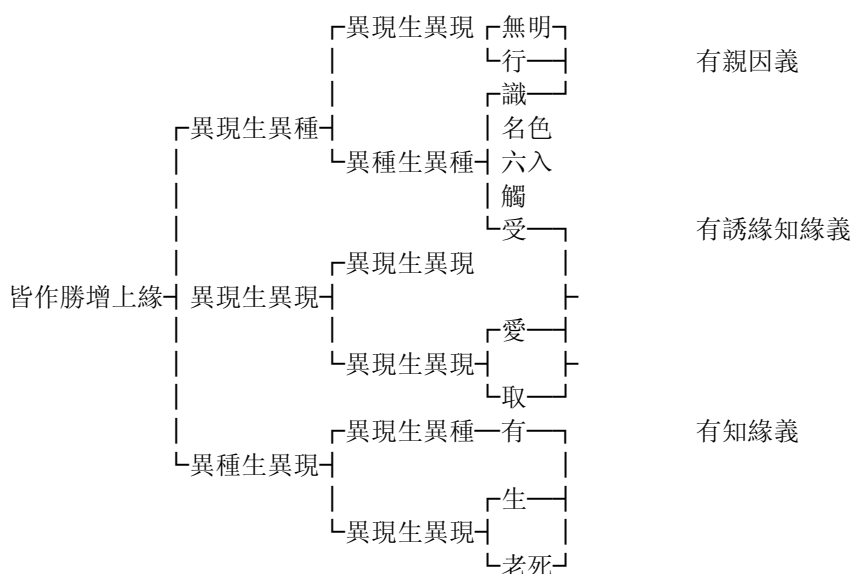 異現生異現 無明
行 有親因義
識
異現生異種 名色
異種生異種 六入
觸
受 有誘緣知緣義
異現生異現
皆作勝增上緣 異現生異現
愛
異現生異現
取
異現生異種 有 有知緣義
異種生異現
生
異現生異現
老死